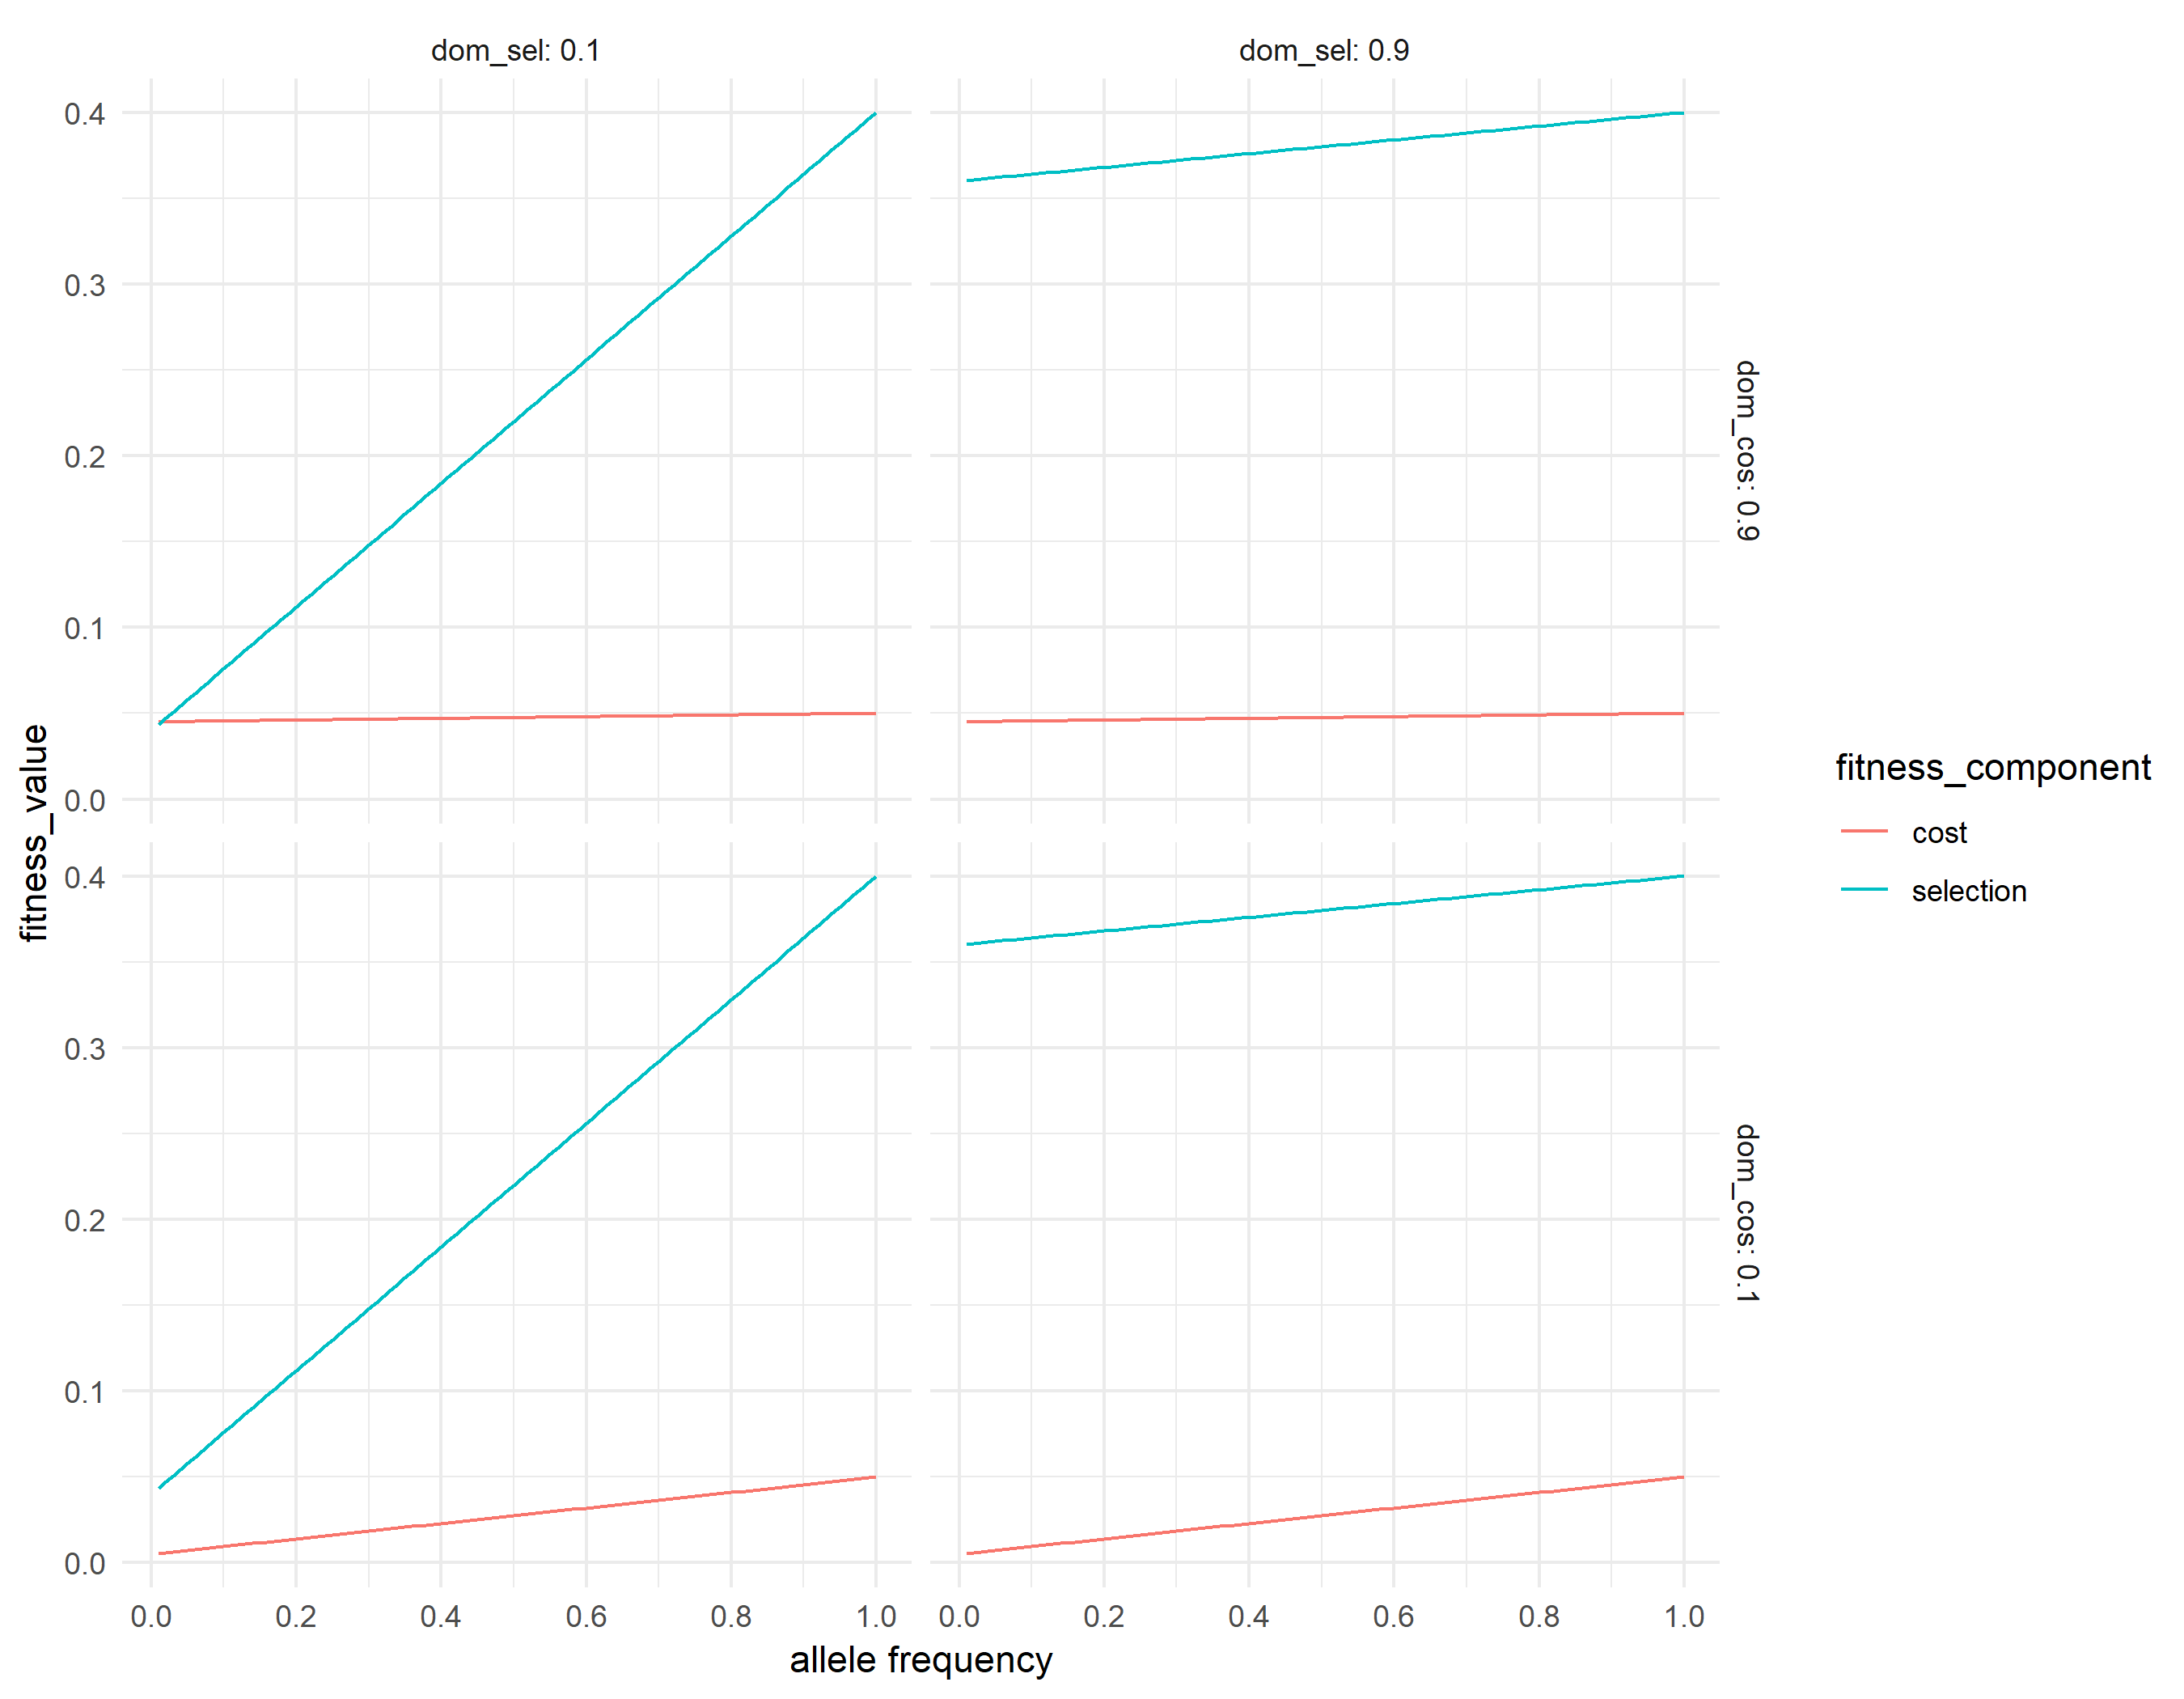 dom_sel: 0.1
dom_sel: 0.9
0.4
0.3
0.2
0.1
0.0
dom_cos: 0.9
0.4
0.3
0.2
0.1
0.0
dom_cos: 0.1
fitness_value
0.0 0.2 0.4 0.6 0.8 1.0
0.0 0.2 0.4 0.6 0.8 1.0
allele frequency
fitness_component
cost
selection